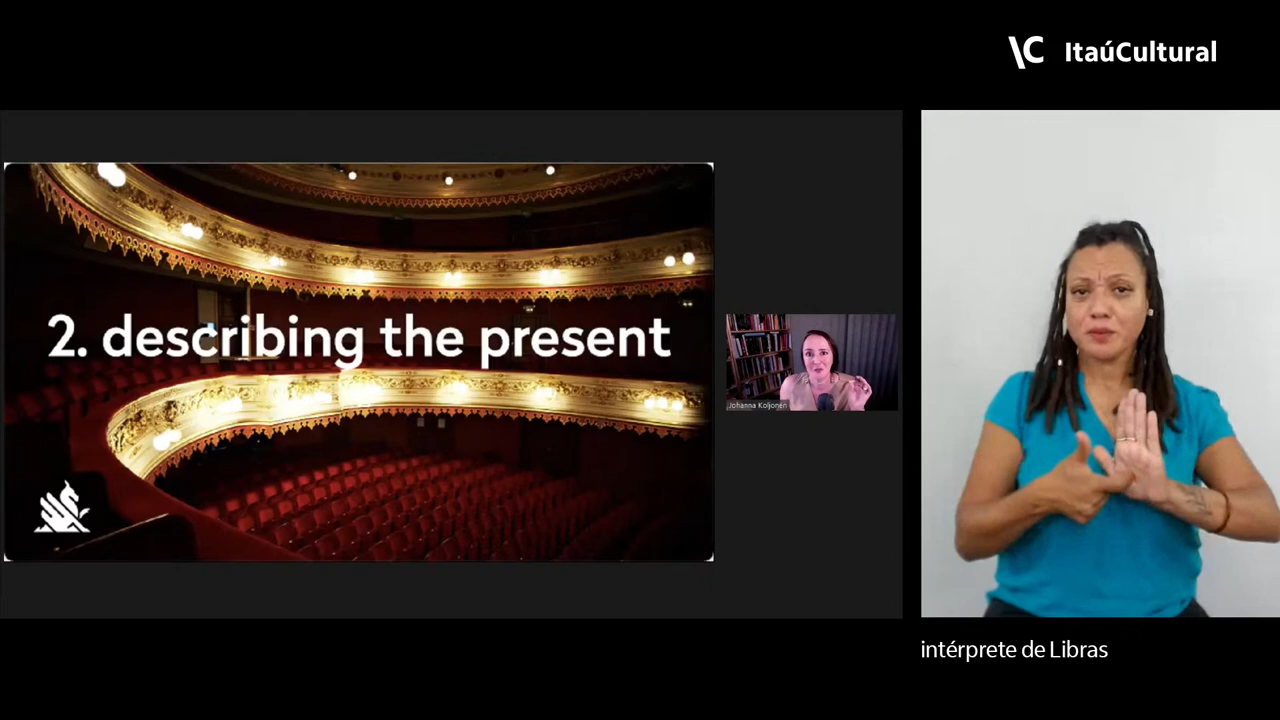 \C ItaúCultural
2. describing the present
Johanna Koljonen
intérprete de Libras